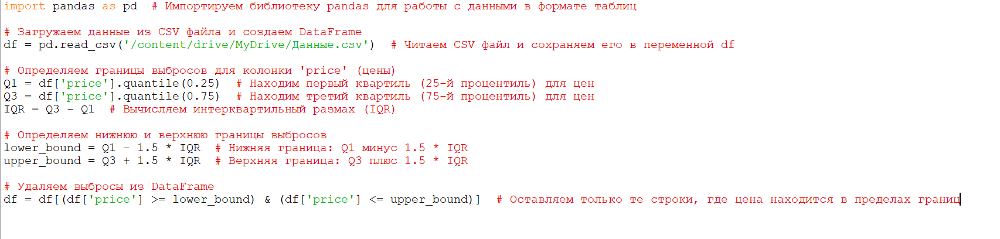 import pandas as pd  # Импортируем библиотеку pandas для работы с данными в формате таблиц
# Загружаем данные из CSV файла и создаем DataFrame
df = pd.read_csv('/content/drive/MyDrive/Данные.csv')  # Читаем CSV файл и сохраняем его в переменной df
# Определяем границы выбросов для колонки 'price' (цены)
Q1 = df['price'].quantile(0.25)  # Находим первый квартиль (25-й процентиль) для цен
Q3 = df['price'].quantile(0.75)  # Находим третий квартиль (75-й процентиль) для цен
IQR = Q3 - Q1  # Вычисляем интерквартильный размах (IQR)
# Определяем нижнюю и верхнюю границы выбросов
lower_bound = Q1 - 1.5 * IQR  # Нижняя граница: Q1 минус 1.5 * IQR
upper_bound = Q3 + 1.5 * IQR  # Верхняя граница: Q3 плюс 1.5 * IQR
# Удаляем выбросы из DataFrame
df = df[(df['price'] >= lower_bound) & (df['price'] <= upper_bound)]  # Оставляем только те строки, где цена находится в пределах границ